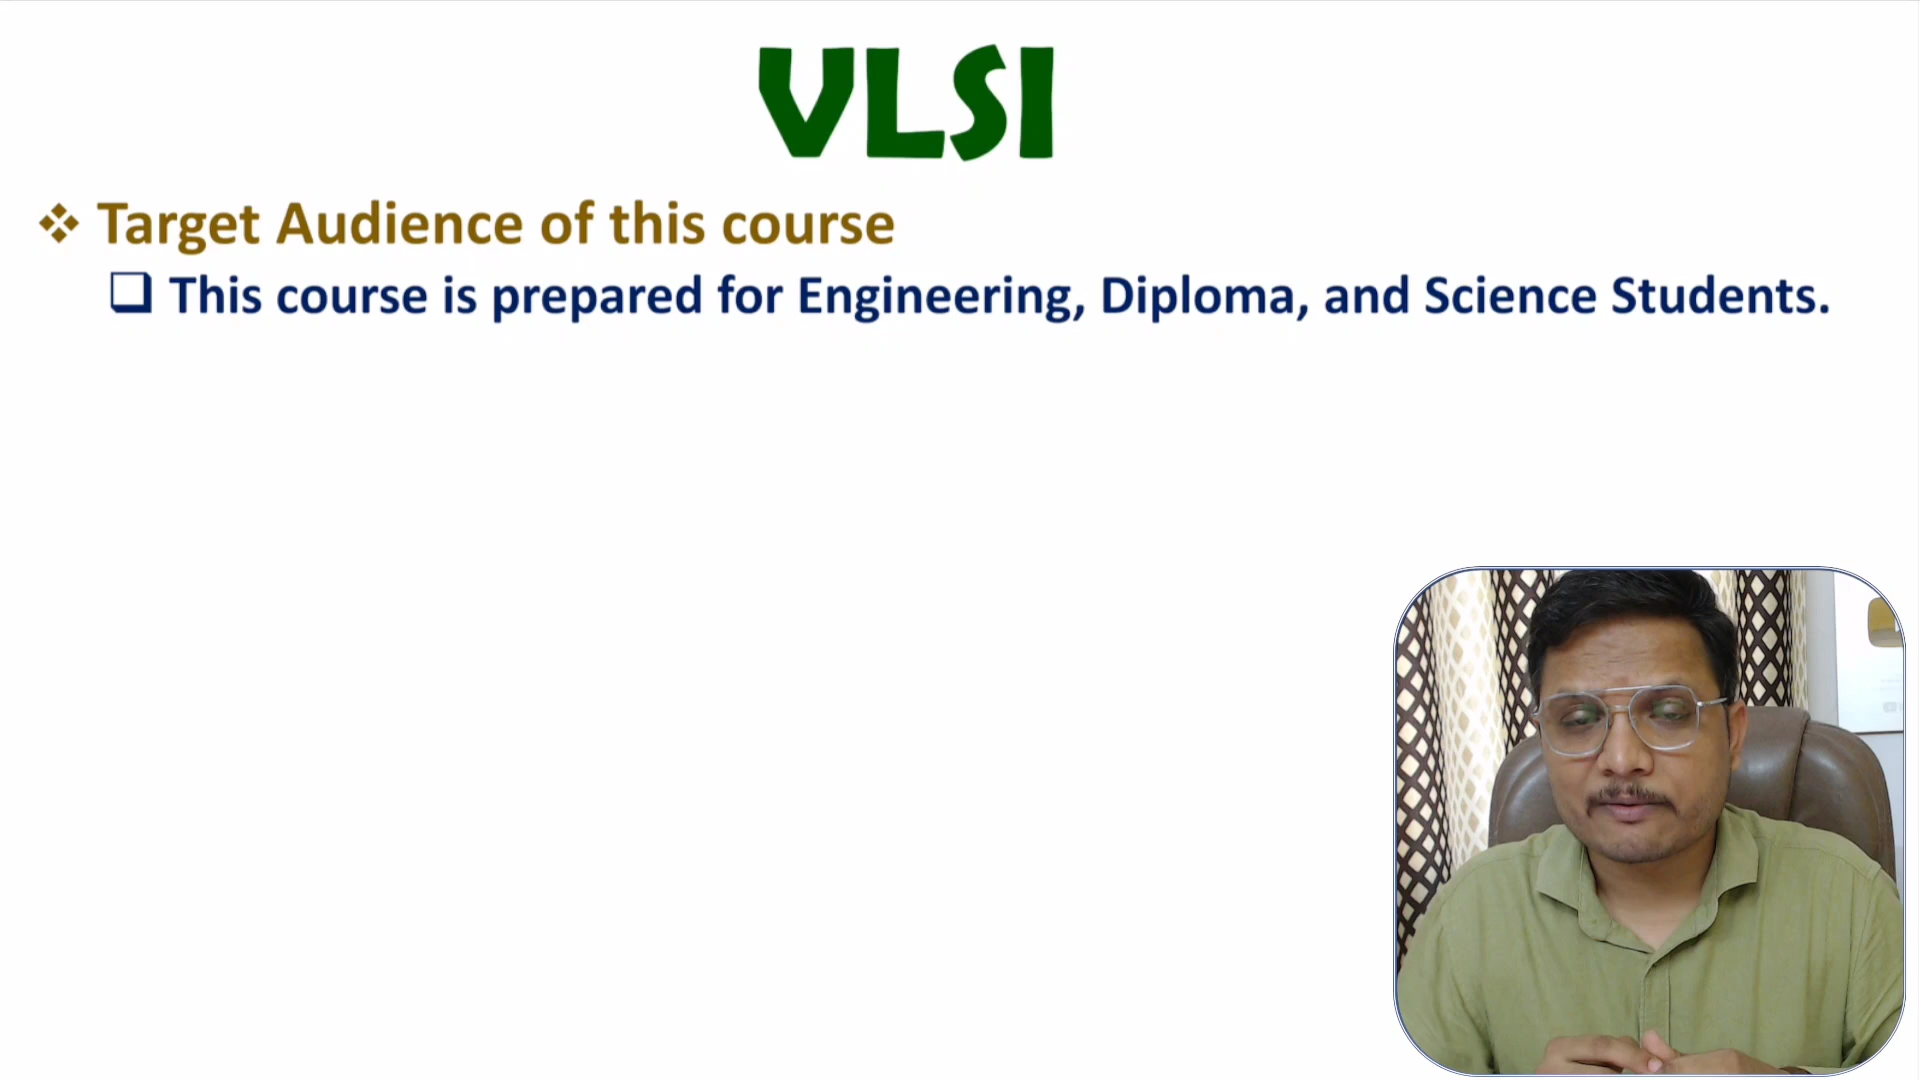 VLSI
❖ Target Audience of this course
❑ This course is prepared for Engineering, Diploma, and Science Students.